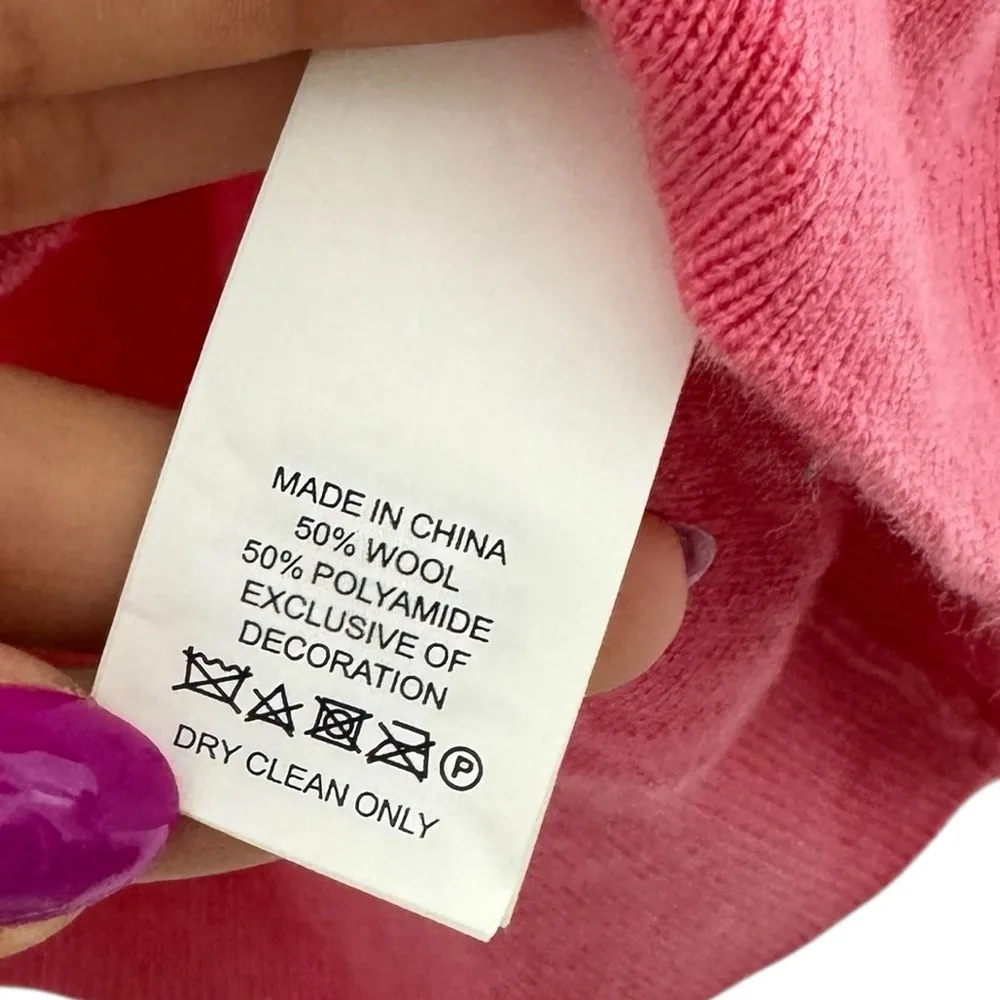 MADE IN CHINA
50% WOOL
50% POLYAMIDE
EXCLUSIVE OF
DECORATION
P
DRY CLEAN ONLY